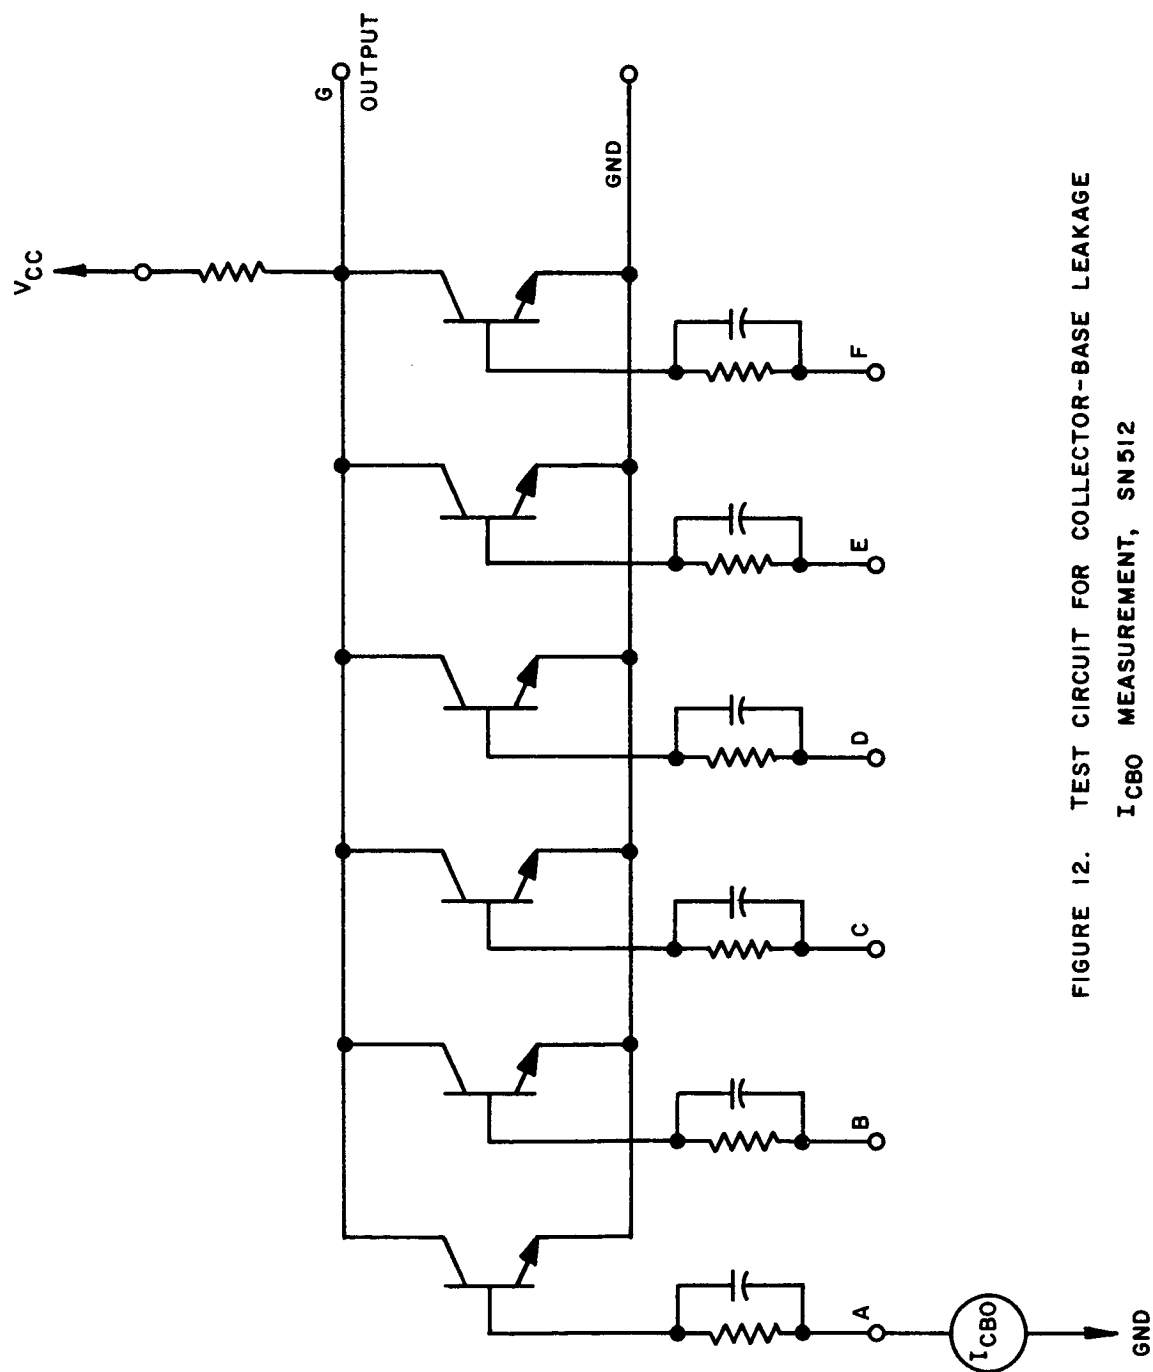 VCC
G
OUTPUT
GND
A
B
C
D
E
F
ICBO
GND
FIGURE 12. TEST CIRCUIT FOR COLLECTOR-BASE LEAKAGE
ICBO MEASUREMENT, SN512